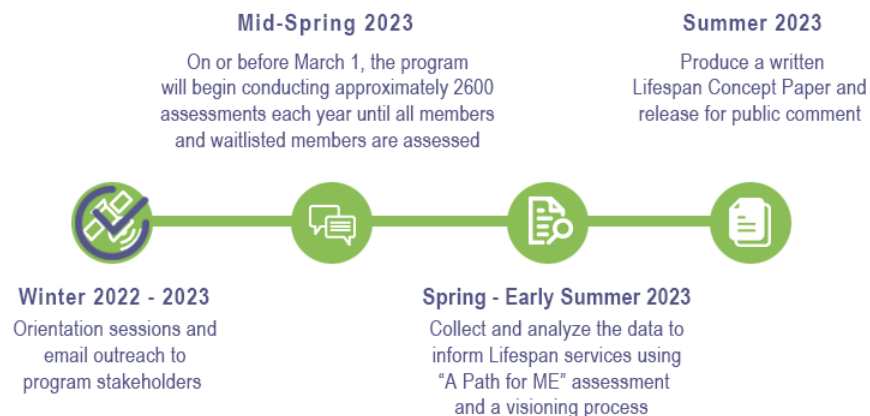 Mid-Spring 2023
On or before March 1, the program
will begin conducting approximately 2600
assessments each year until all members
and waitlisted members are assessed
Summer 2023
Produce a written
Lifespan Concept Paper and
release for public comment
Winter 2022 - 2023
Orientation sessions and
email outreach to
program stakeholders
Spring - Early Summer 2023
Collect and analyze the data to
inform Lifespan services using
“A Path for ME” assessment
and a visioning process